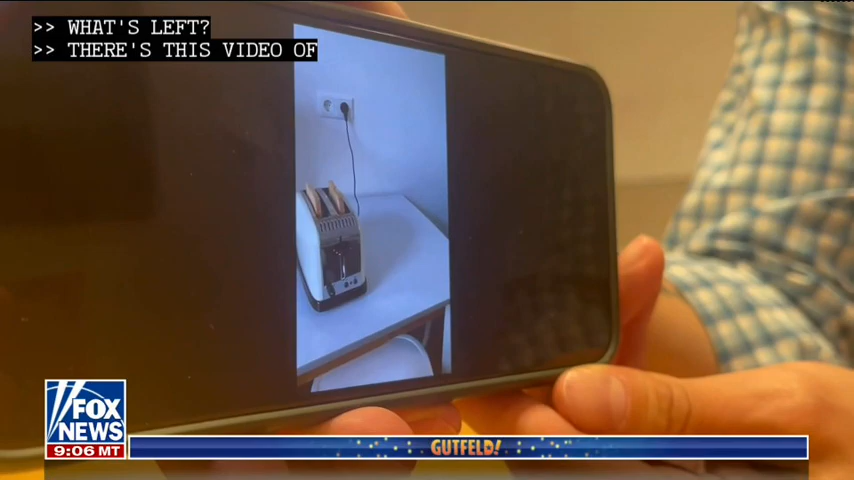 >> WHAT'S LEFT?
>> THERE'S THIS VIDEO OF
FOX
NEWS
9:06 MT
GUTFELD!